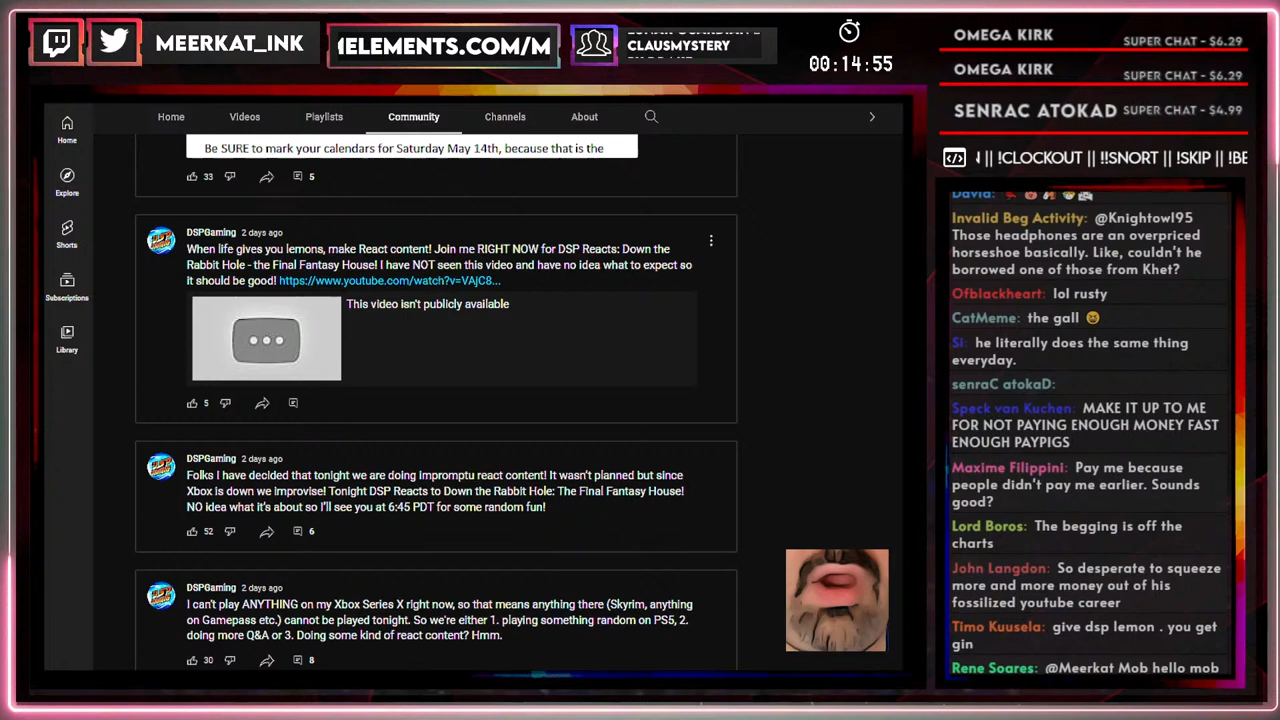 MEERKAT_INK
ELEMENTS.COM/M
CLAUSMYSTERY
00:14:55
OMEGA KIRK
SUPER CHAT - $6.29
OMEGA KIRK
SUPER CHAT - $6.29
SENRAC ATOKAD
SUPER CHAT - $4.99
|| !CLOCKOUT || !!SNORT || !SKIP || !BE
Home
Explore
Shorts
Subscriptions
Library
Home
Videos
Playlists
Community
Channels
About
Be SURE to mark your calendars for Saturday May 14th, because that is the
33
5
DSPGaming 2 days ago
When life gives you lemons, make React content! Join me RIGHT NOW for DSP Reacts: Down the
Rabbit Hole - the Final Fantasy House! I have NOT seen this video and have no idea what to expect so
it should be good! https://www.youtube.com/watch?v=VAjC8...
This video isn't publicly available
5
DSPGaming 2 days ago
Folks I have decided that tonight we are doing impromptu react content! It wasn't planned but since
Xbox is down we improvise! Tonight DSP Reacts to Down the Rabbit Hole: The Final Fantasy House!
NO idea what it's about so I'll see you at 6:45 PDT for some random fun!
52
6
DSPGaming 2 days ago
I can't play ANYTHING on my Xbox Series X right now, so that means anything there (Skyrim, anything
on Gamepass etc.) cannot be played tonight. So we're either 1. playing something random on PS5, 2.
doing more Q&A or 3. Doing some kind of react content? Hmm.
30
8
David:
Invalid Beg Activity: @Knightowl95
Those headphones are an overpriced
horseshoe basically. Like, couldn't he
borrowed one of those from Khet?
Ofblackheart: lol rusty
CatMeme: the gall
Si: he literally does the same thing
everyday.
senraC atokaD:
Speck van Kuchen: MAKE IT UP TO ME
FOR NOT PAYING ENOUGH MONEY FAST
ENOUGH PAYPIGS
Maxime Filippini: Pay me because
people didn't pay me earlier. Sounds
good?
Lord Boros: The begging is off the
charts
John Langdon: So desperate to squeeze
more and more money out of his
fossilized youtube career
Timo Kuusela: give dsp lemon . you get
gin
Rene Soares: @Meerkat Mob hello mob